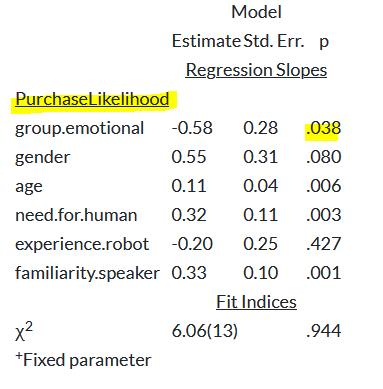 Model
Estimate Std. Err. p
Regression Slopes
PurchaseLikelihood
group.emotional -0.58 0.28 .038
gender 0.55 0.31 .080
age 0.11 0.04 .006
need.for.human 0.32 0.11 .003
experience.robot -0.20 0.25 .427
familiarity.speaker 0.33 0.10 .001
Fit Indices
χ² 6.06(13) .944
⁺Fixed parameter